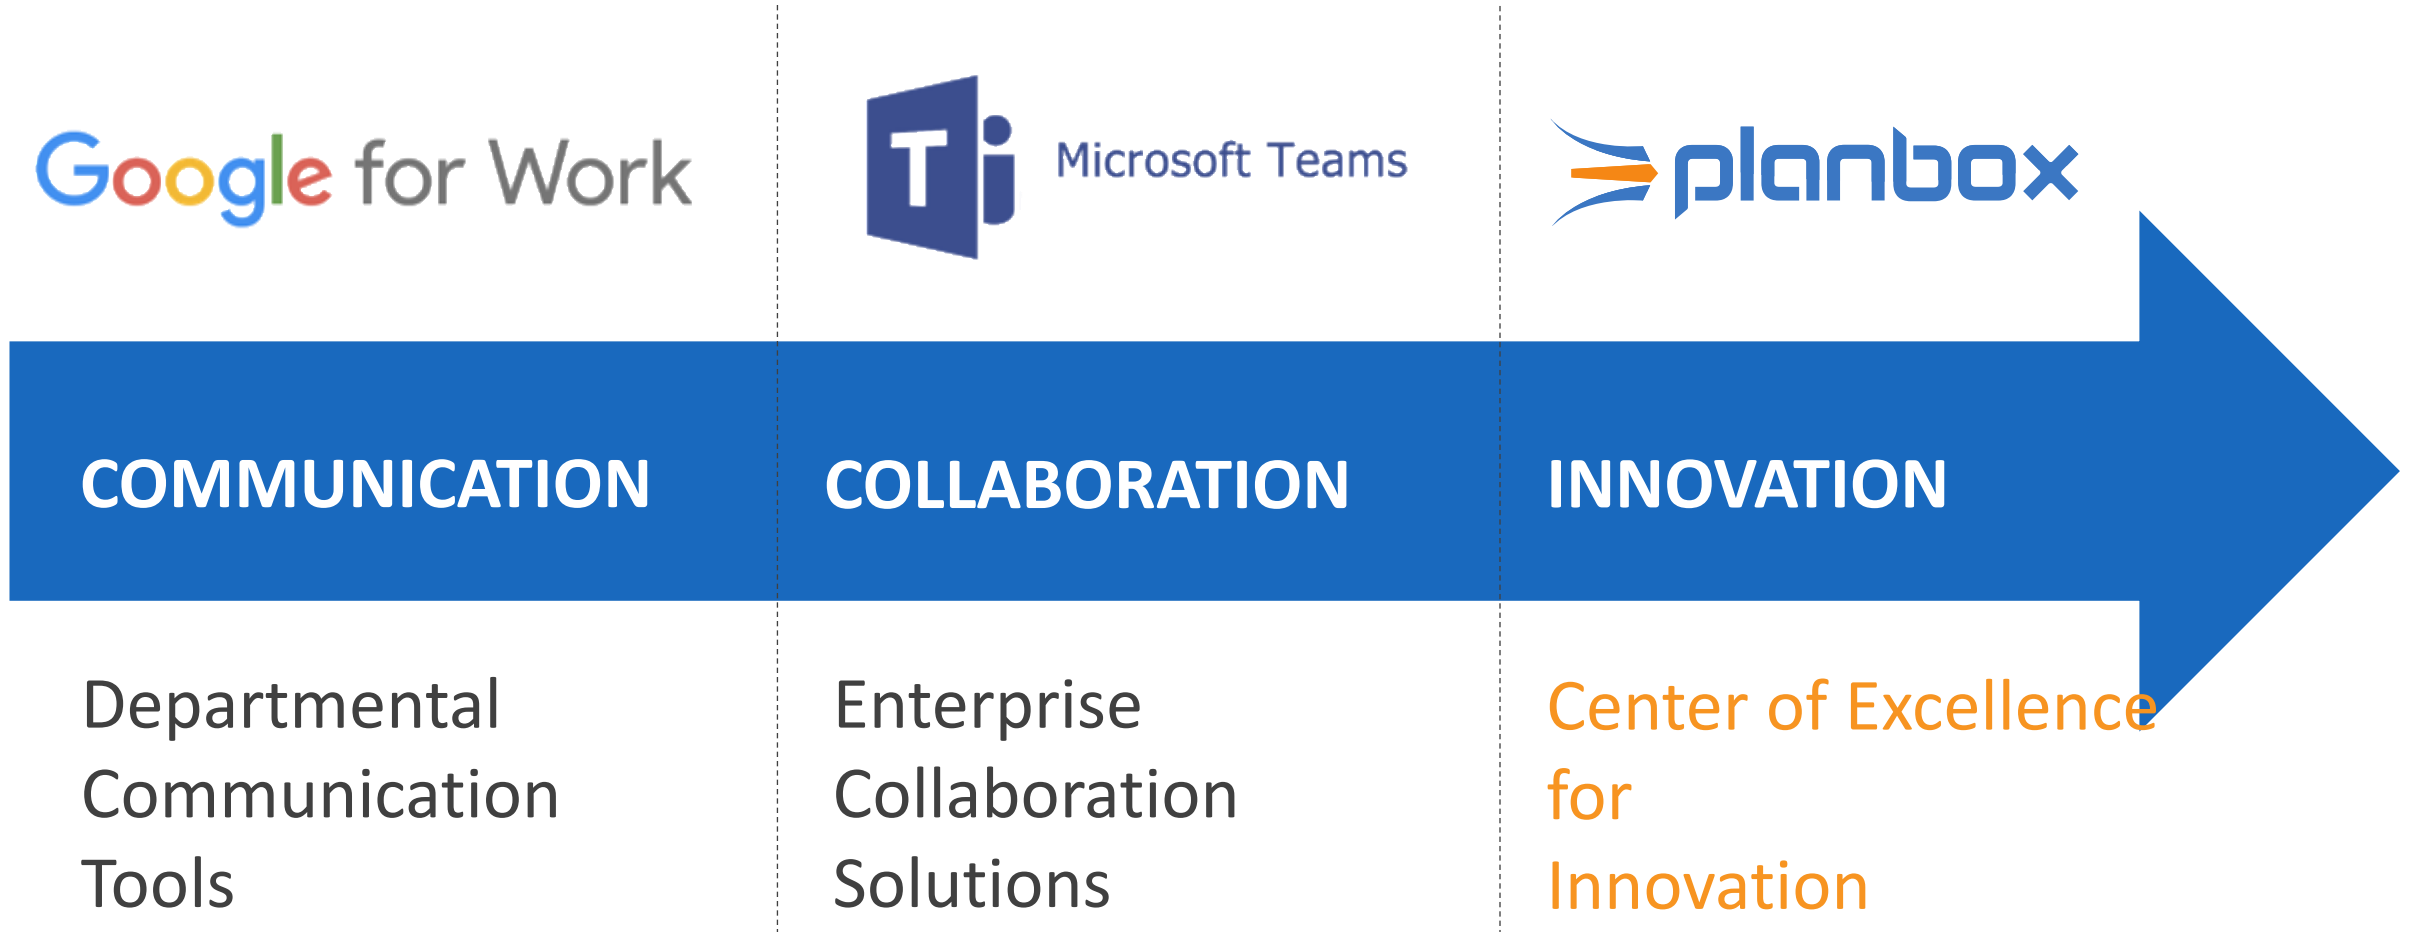 Google for Work
Microsoft Teams
planbox
COMMUNICATION
COLLABORATION
INNOVATION
Departmental
Communication
Tools
Enterprise
Collaboration
Solutions
Center of Excellence
for
Innovation